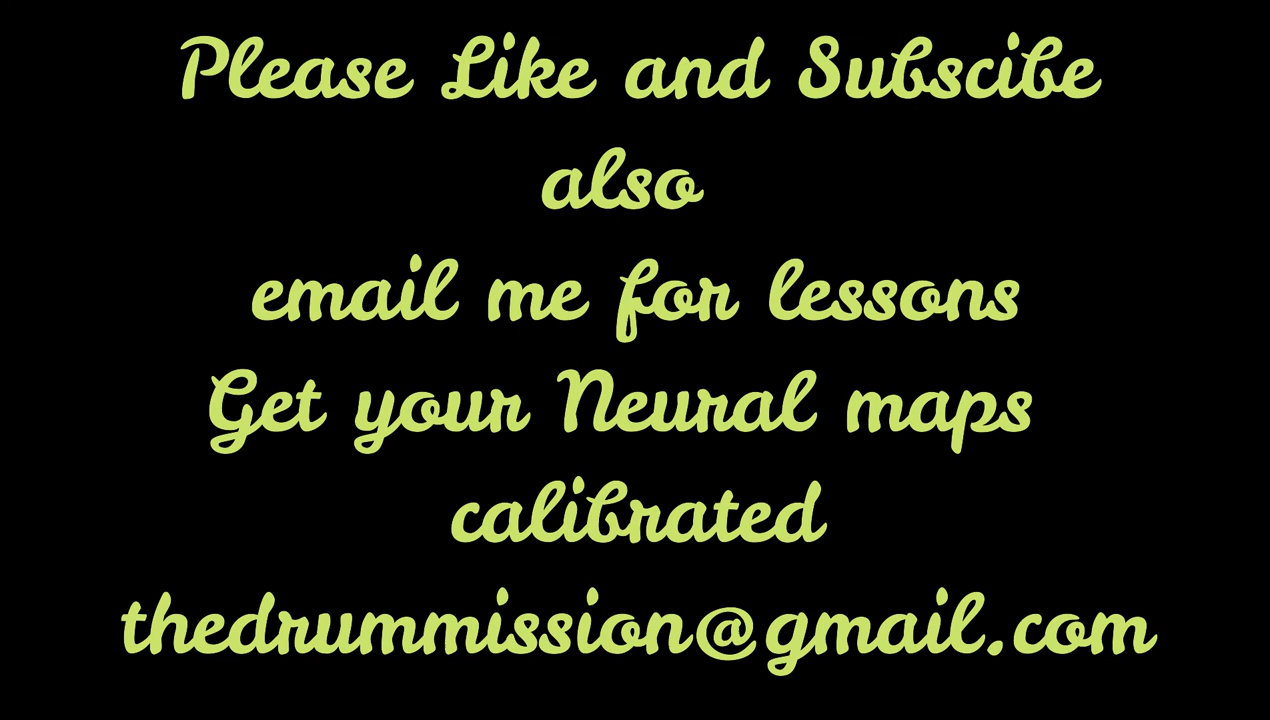 Please Like and Subscibe
also
email me for lessons
Get your Neural maps
calibrated
thedrummission@gmail.com